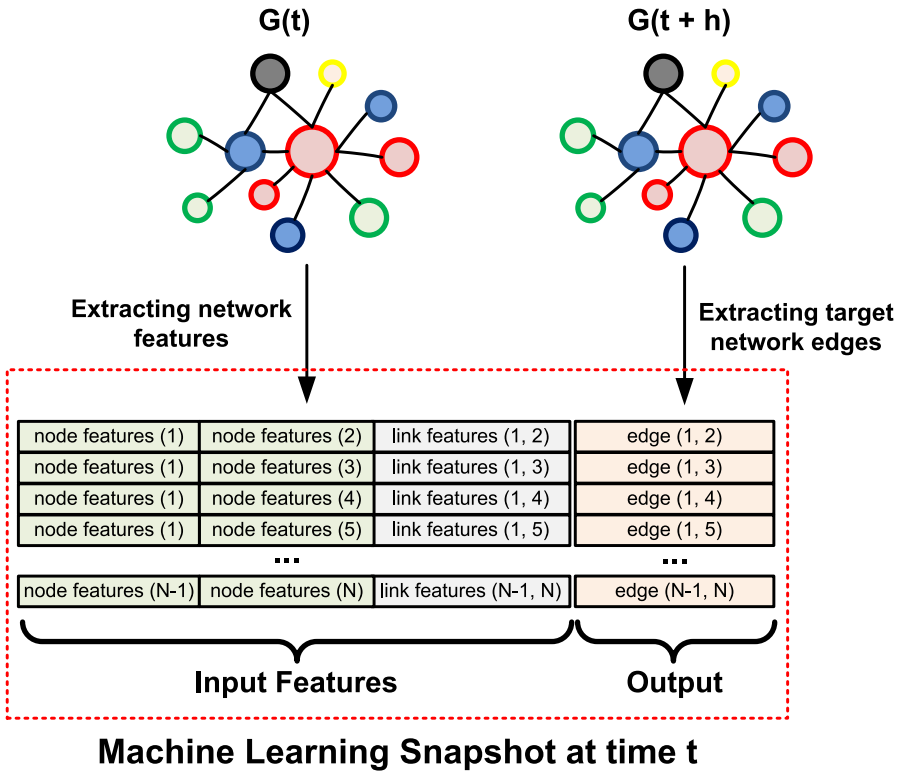 G(t)
G(t + h)
Extracting network
features
Extracting target
network edges
node features (1) node features (2) link features (1, 2) edge (1, 2)
node features (1) node features (3) link features (1, 3) edge (1, 3)
node features (1) node features (4) link features (1, 4) edge (1, 4)
node features (1) node features (5) link features (1, 5) edge (1, 5)
... ...
node features (N-1) node features (N) link features (N-1, N) edge (N-1, N)
Input Features
Output
Machine Learning Snapshot at time t